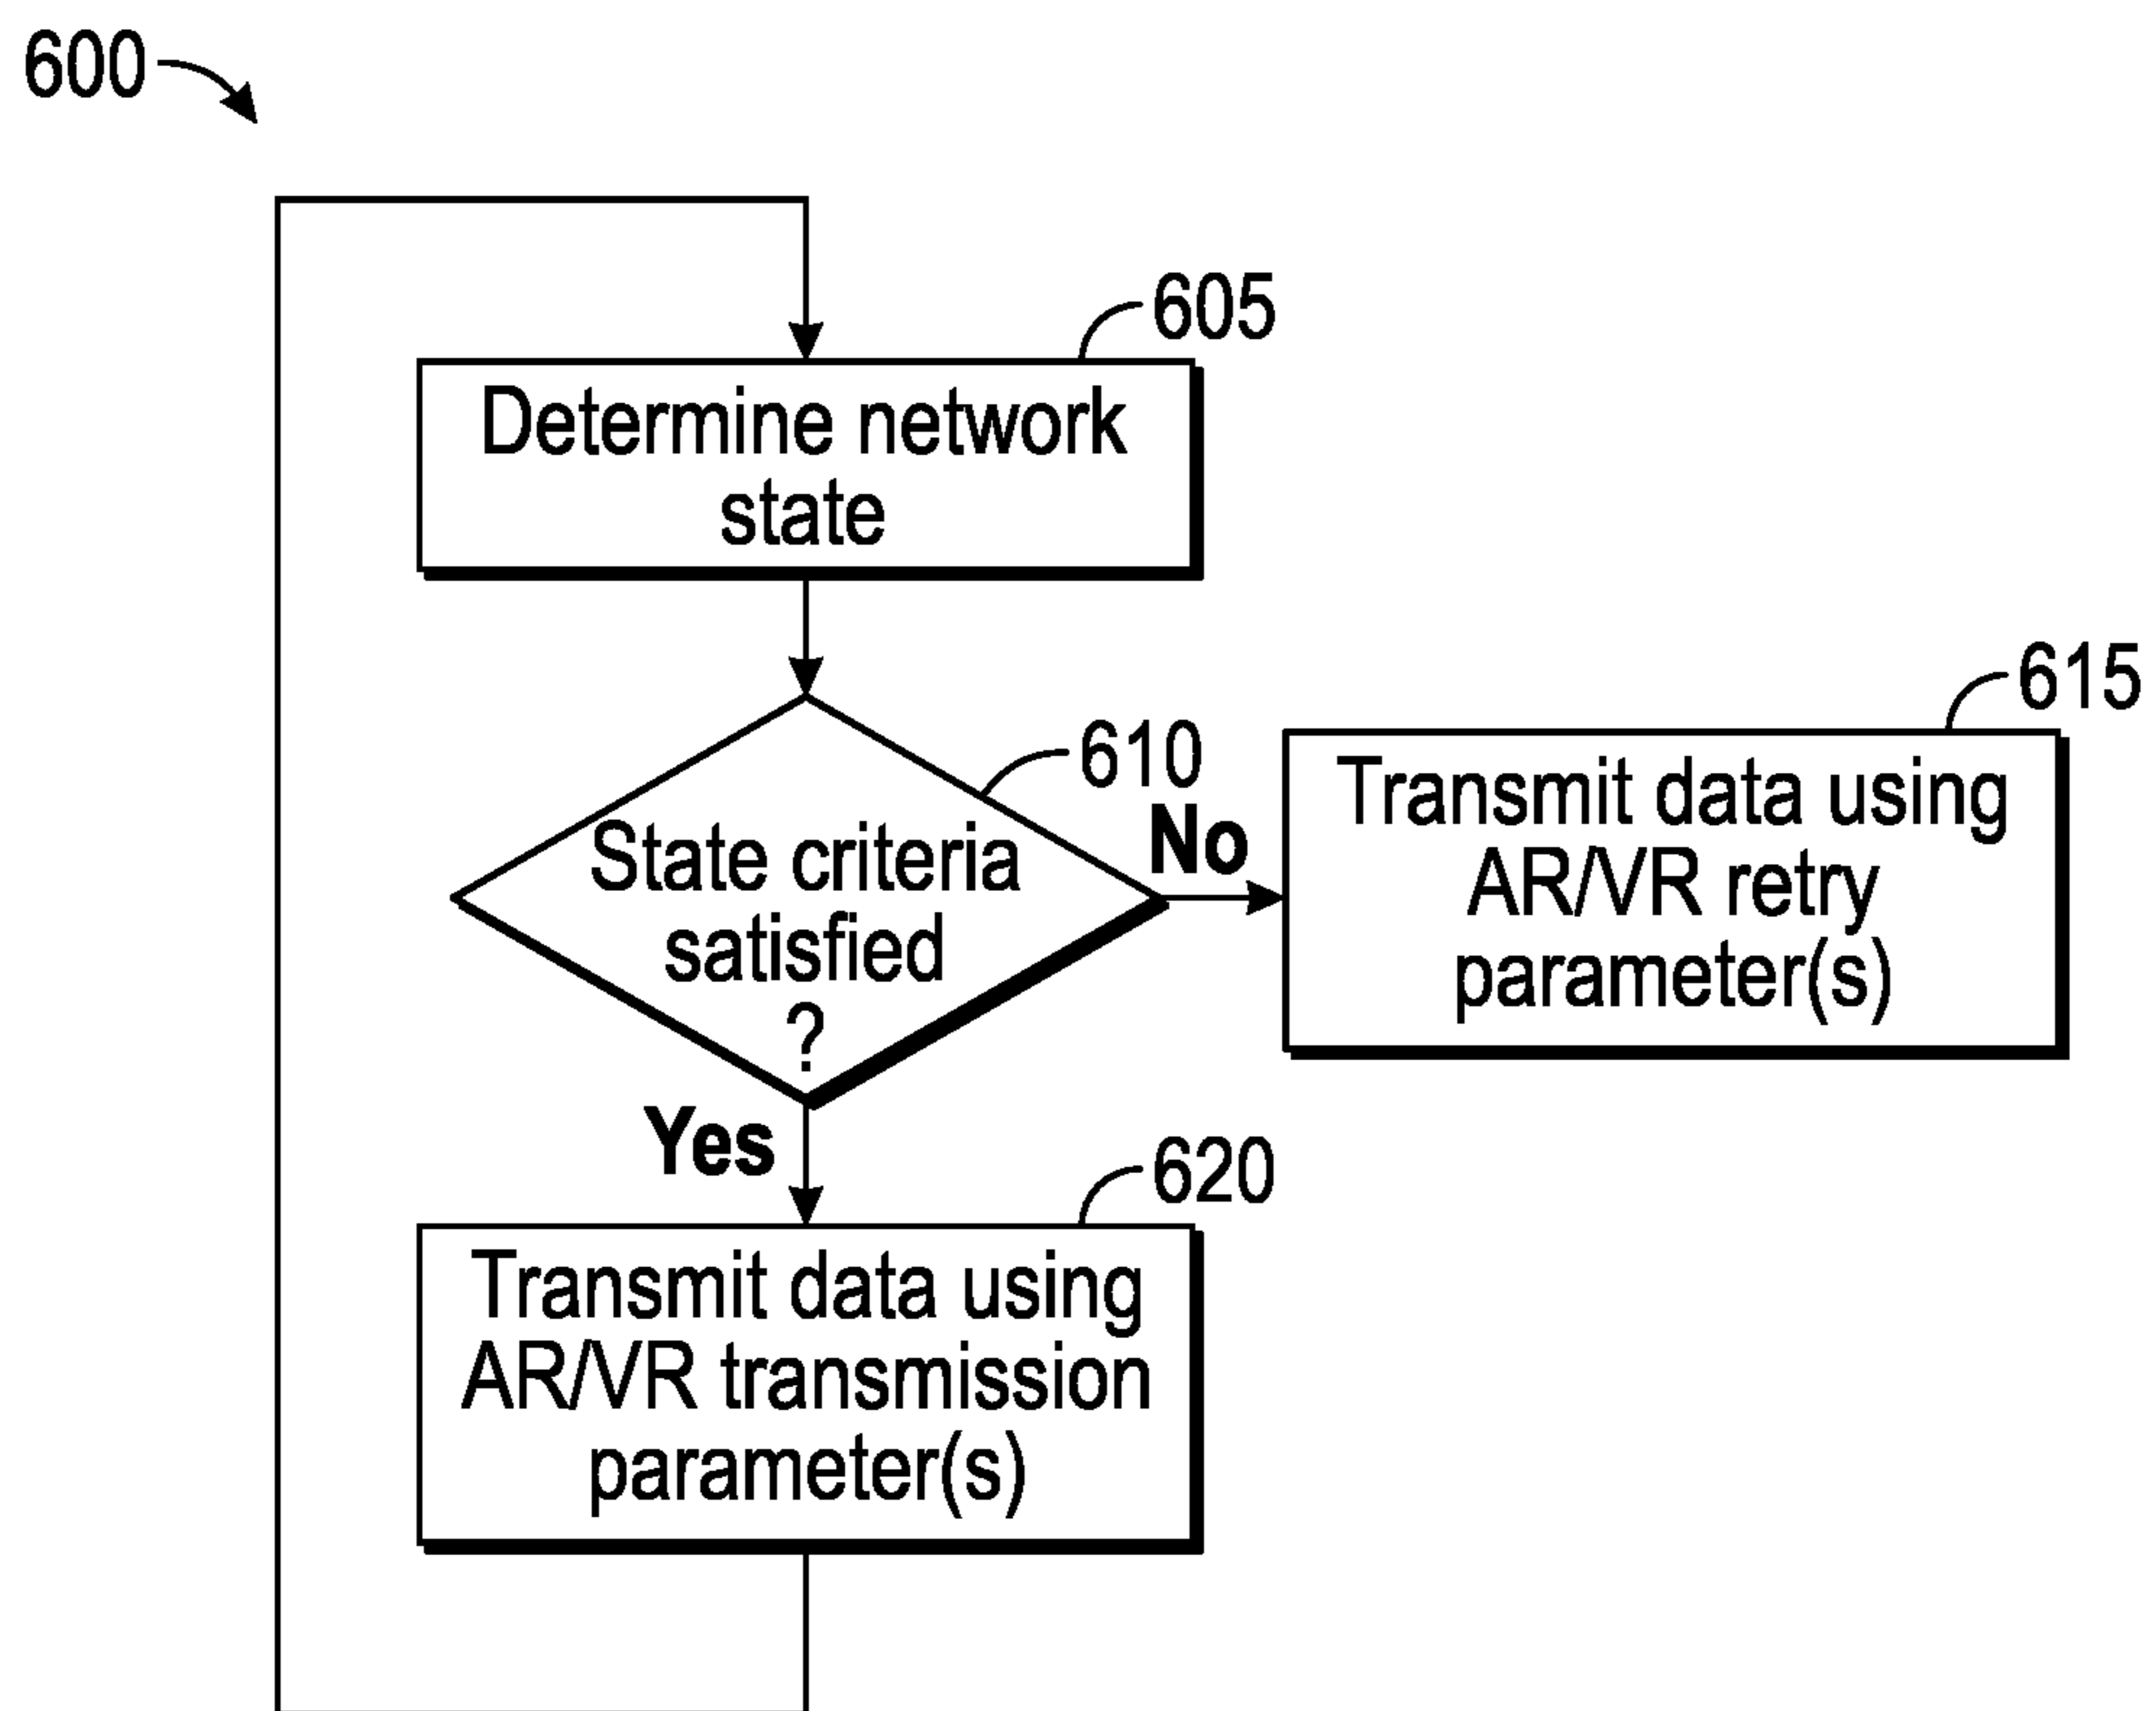 600
605
Determine network
state
610
State criteria
satisfied
?
No
615
Transmit data using
AR/VR retry
parameter(s)
Yes
620
Transmit data using
AR/VR transmission
parameter(s)